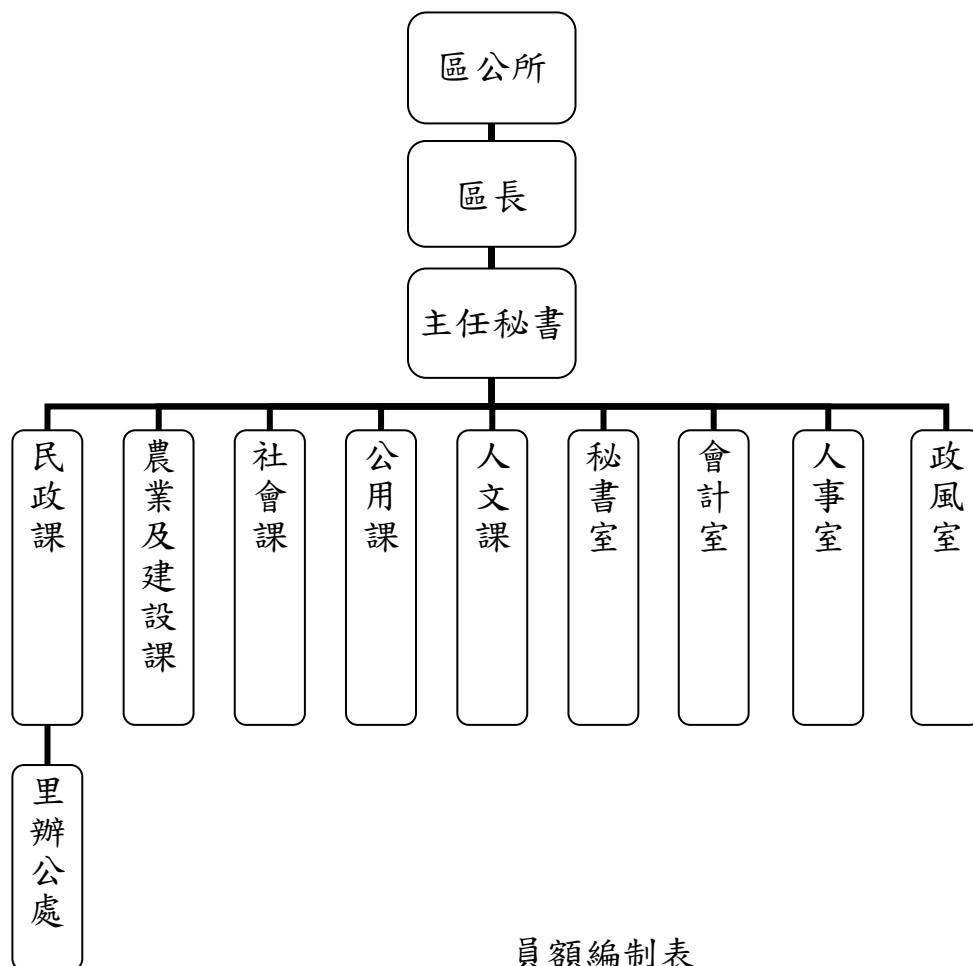 區公所
區長
主任秘書
民政課
農業及建設課
社會課
公用課
人文課
秘書室
會計室
人事室
政風室
里辦公處
員額編制表